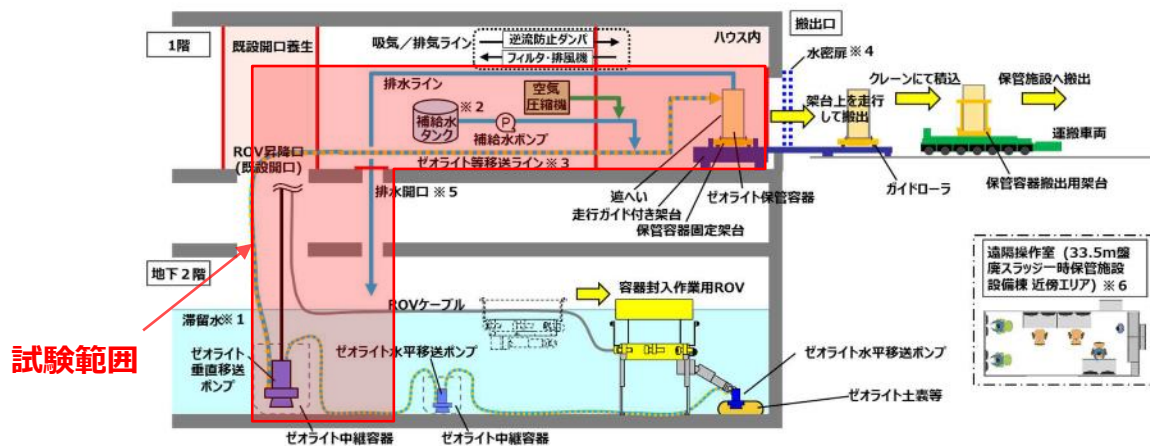 1階
既設開口養生
吸気／排気ライン
逆流防止ダンパ
フィルタ・排風機
ハウス内
搬出口
水密扉※4
クレーンにて積込
保管施設へ搬出
排水ライン
空気
圧縮機
※2
補給水
タンク
P
補給水ポンプ
架台上を走行
して搬出
運搬車両
ROV昇降口
(既設開口)
ゼオライト等移送ライン※3
排水開口※5
遮へい
走行ガイド付き架台
保管容器固定架台
ゼオライト保管容器
ガイドローラ
保管容器搬出用架台
地下２階
遠隔操作室 (33.5m盤
廃スラッジ一時保管施設
設備棟 近傍エリア) ※6
容器封入作業用ROV
ROVケーブル
滞留水※1
試験範囲
ゼオライト
垂直移送
ポンプ
ゼオライト水平移送ポンプ
ゼオライト水平移送ポンプ
ゼオライト土嚢等
ゼオライト中継容器
ゼオライト中継容器